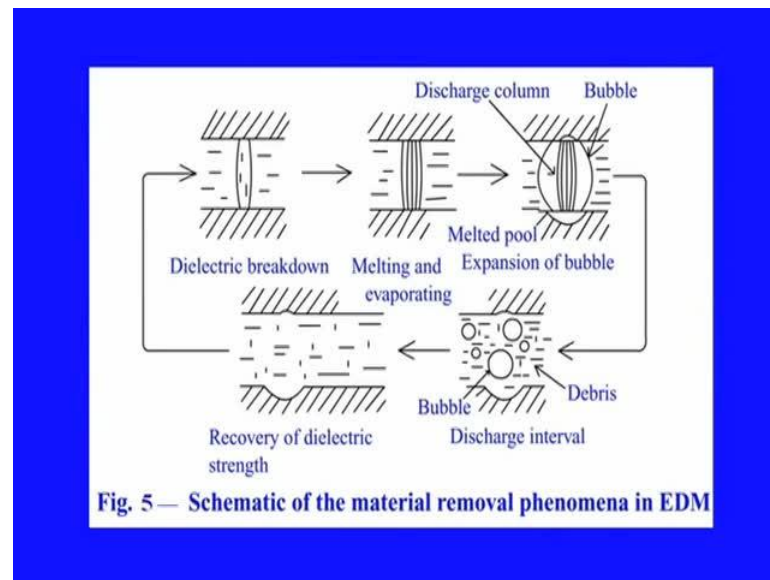 Discharge column
Bubble
Dielectric breakdown
Melting and
evaporating
Melted pool
Expansion of bubble
Bubble
Debris
Recovery of dielectric
strength
Discharge interval
Fig. 5— Schematic of the material removal phenomena in EDM